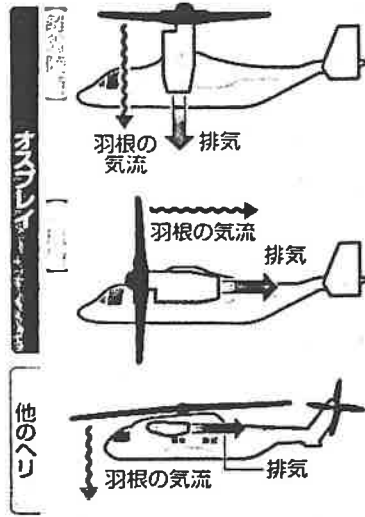 オスプレイ
羽根の
気流
排気
羽根の気流
排気
他のヘリ
羽根の気流
排気